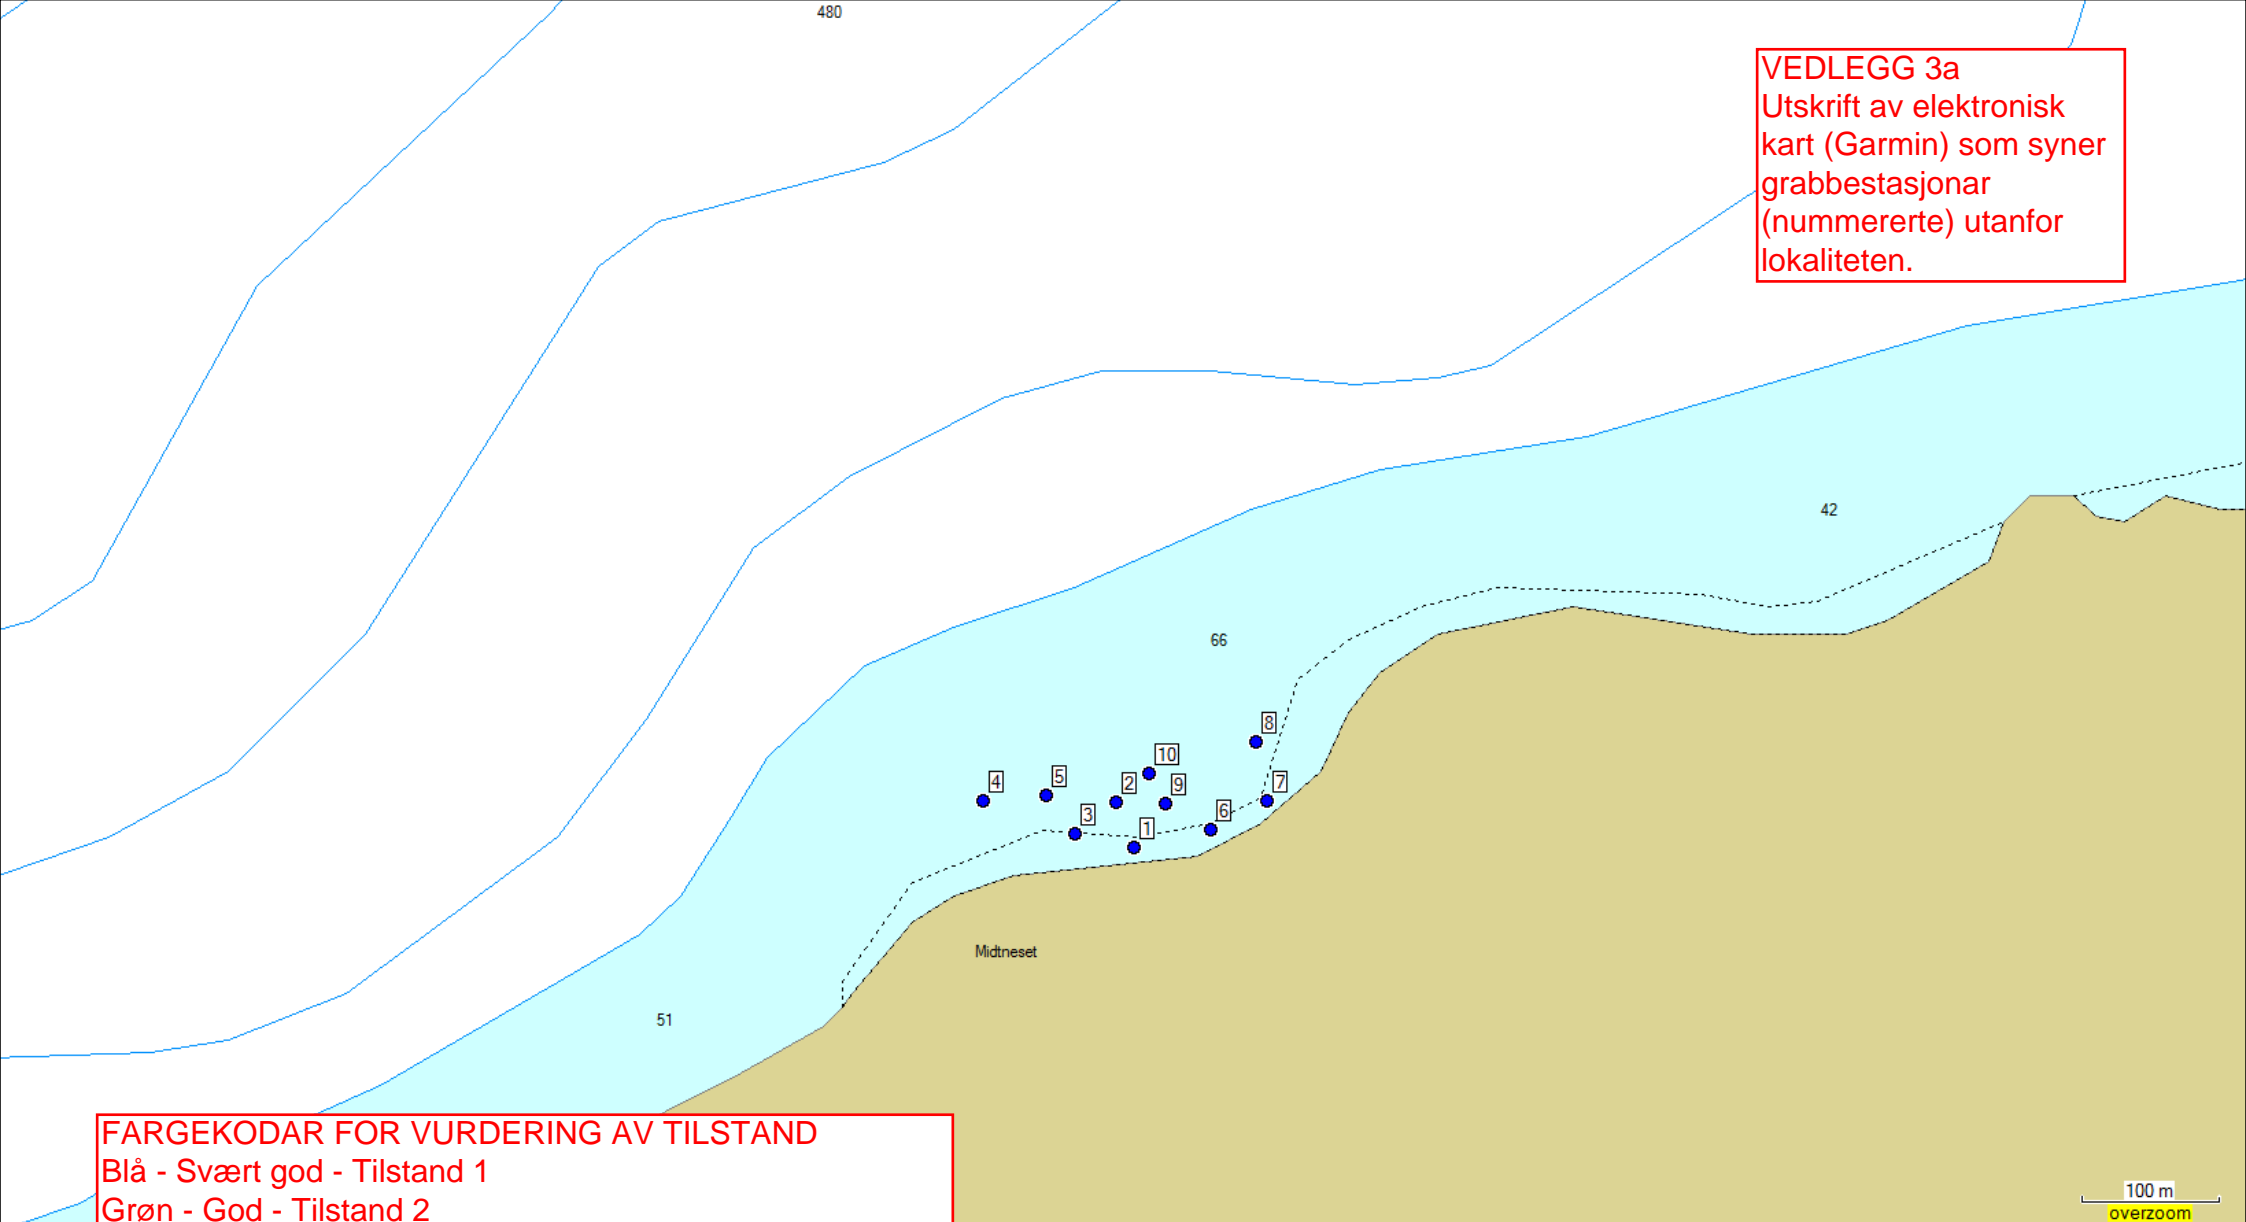 480
VEDLEGG 3a
Utskrift av elektronisk
kart (Garmin) som syner
grabbestasjonar
(nummererte) utanfor
lokaliteten.
42
66
8
10
4
5
2
9
7
3
1
6
Midtneset
51
FARGEKODAR FOR VURDERING AV TILSTAND
Blå - Svært god - Tilstand 1
Grøn - God - Tilstand 2
100 m
overzoom